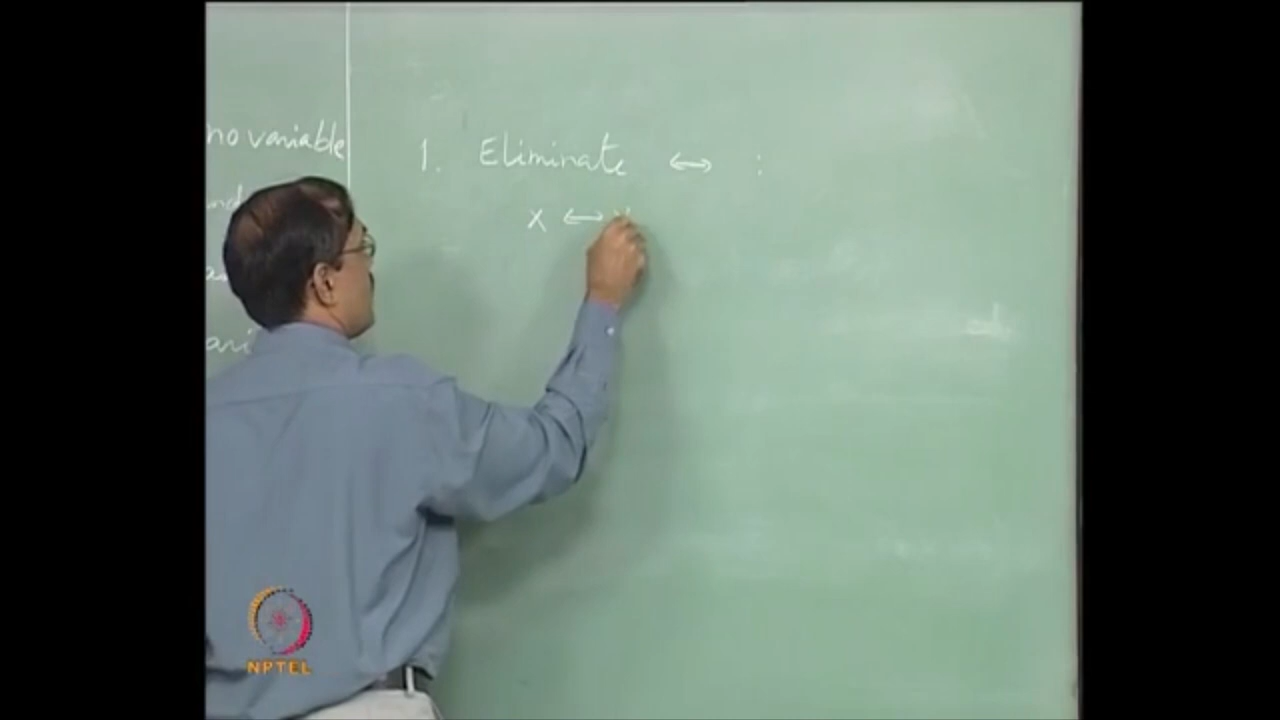 no variable
1. Eliminate ↔ :
X ↔
NPTEL